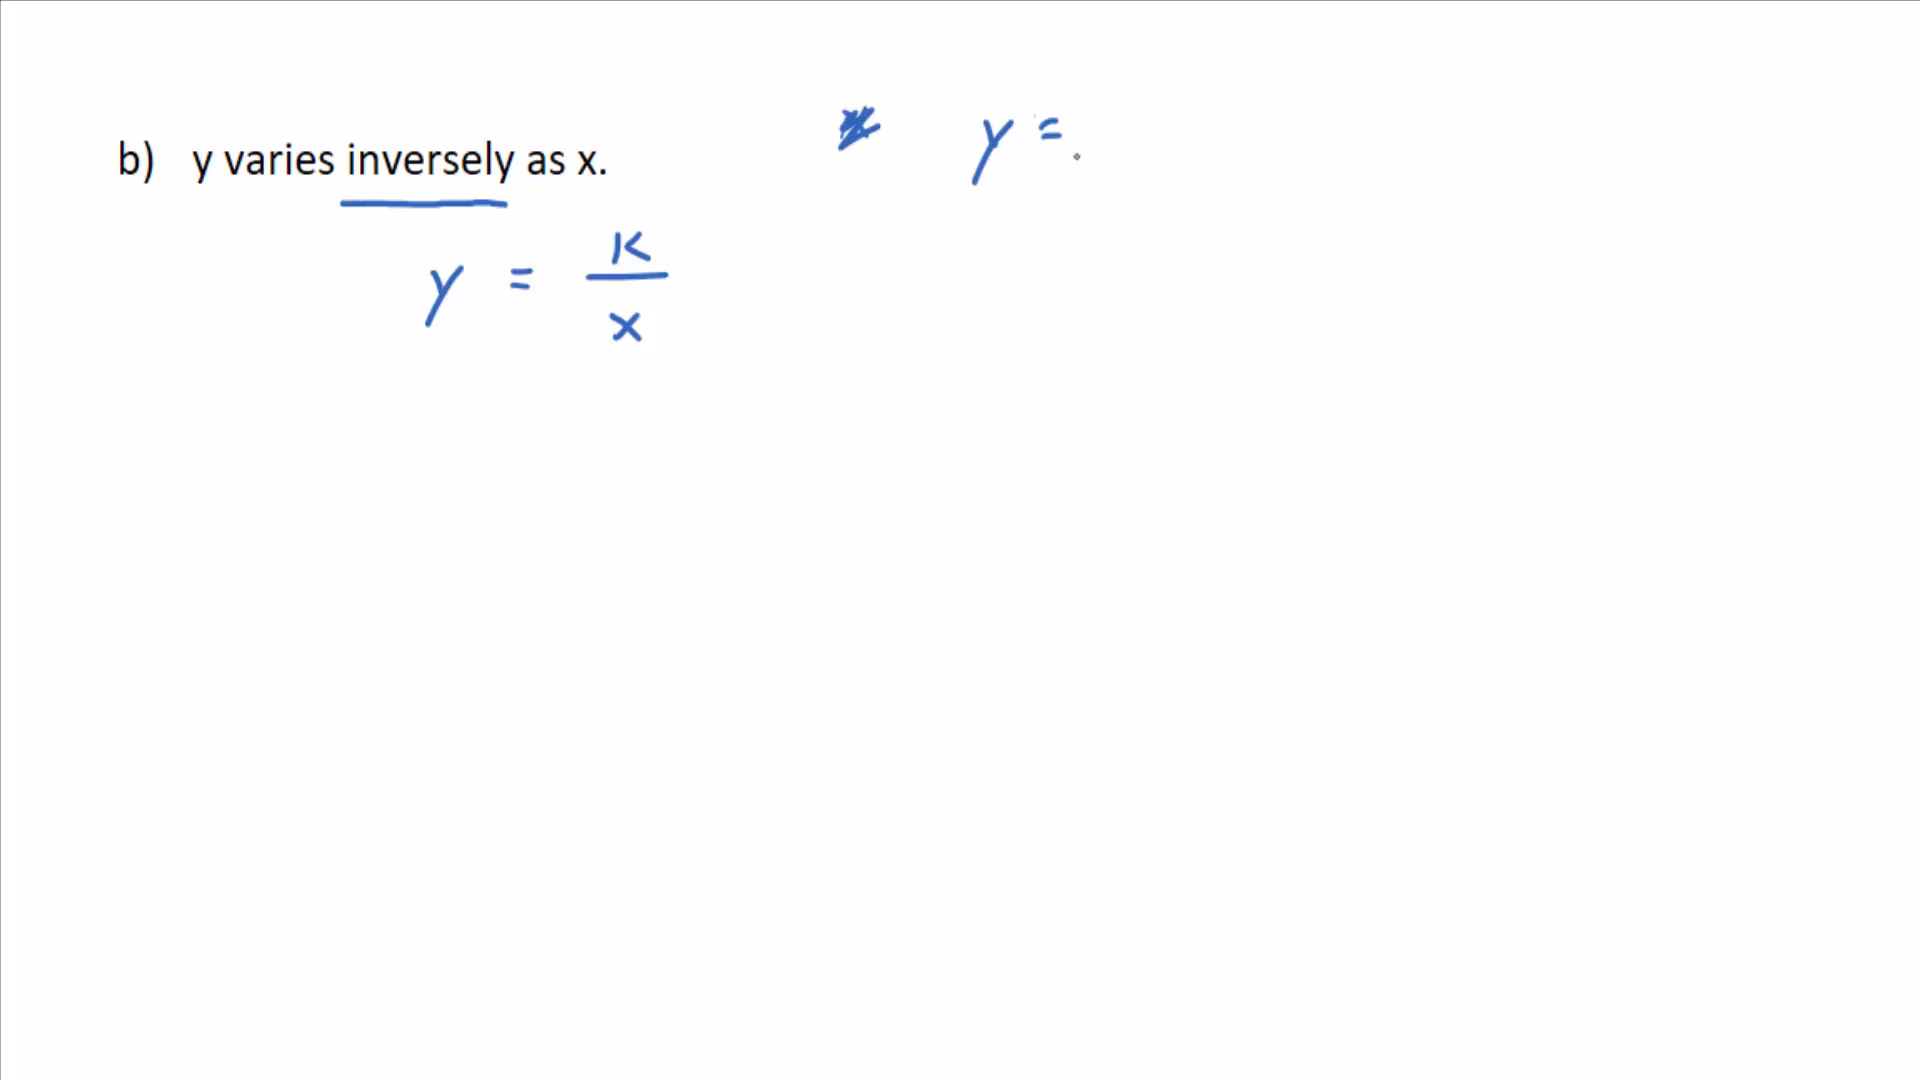 b) y varies inversely as x.
* y =
y = K
x